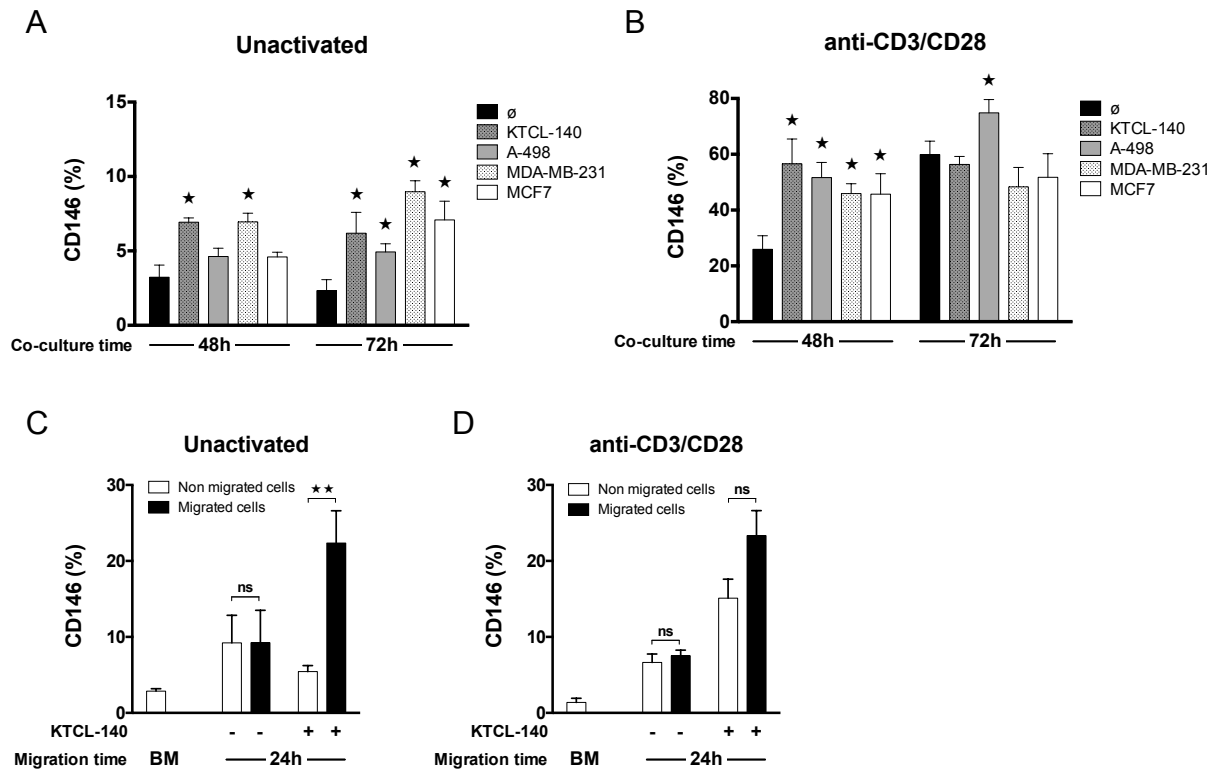 A
Unactivated
CD146 (%)
15
10
5
0
★ ★ ★ ★ ★ ★
ø
KTCL-140
A-498
MDA-MB-231
MCF7
Co-culture time 48h 72h
B
anti-CD3/CD28
CD146 (%)
80
60
40
20
0
★ ★ ★ ★ ★
ø
KTCL-140
A-498
MDA-MB-231
MCF7
Co-culture time 48h 72h
C
Unactivated
CD146 (%)
30
20
10
0
Non migrated cells
Migrated cells
ns
★★
KTCL-140 - - + +
Migration time BM 24h
D
anti-CD3/CD28
CD146 (%)
30
20
10
0
Non migrated cells
Migrated cells
ns
ns
KTCL-140 - - + +
Migration time BM 24h